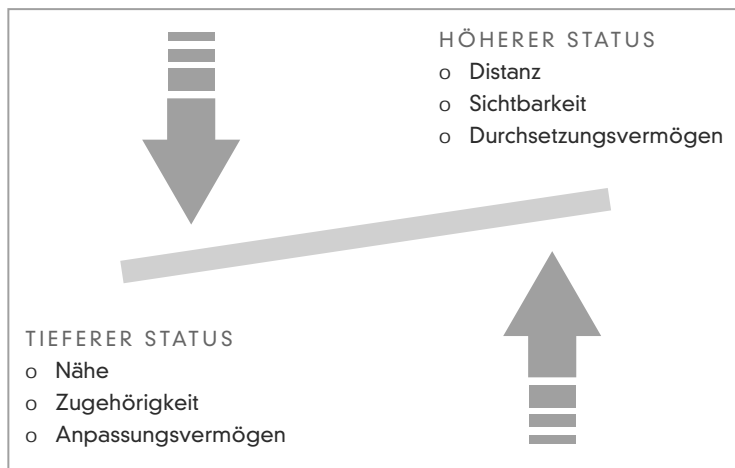 HÖHERER STATUS
o Distanz
o Sichtbarkeit
o Durchsetzungsvermögen
TIEFERER STATUS
o Nähe
o Zugehörigkeit
o Anpassungsvermögen